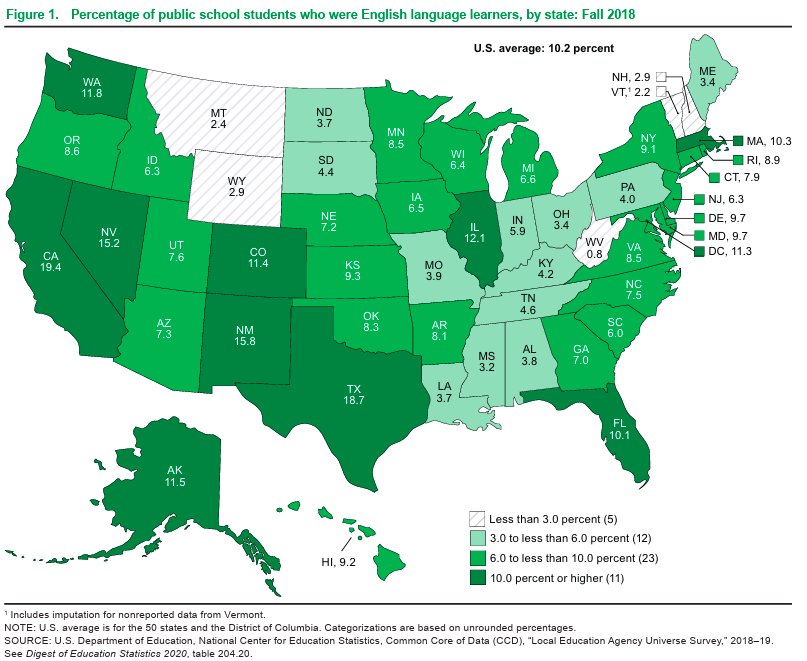 Figure 1. Percentage of public school students who were English language learners, by state: Fall 2018
U.S. average: 10.2 percent
WA
11.8
OR
8.6
CA
19.4
NV
15.2
ID
6.3
MT
2.4
WY
2.9
UT
7.6
AZ
7.3
CO
11.4
NM
15.8
ND
3.7
SD
4.4
NE
7.2
KS
9.3
OK
8.3
TX
18.7
MN
8.5
IA
6.5
MO
3.9
AR
8.1
LA
3.7
WI
6.4
IL
12.1
MI
6.6
IN
5.9
OH
3.4
KY
4.2
TN
4.6
MS
3.2
AL
3.8
GA
7.0
FL
10.1
SC
6.0
NC
7.5
VA
8.5
WV
0.8
PA
4.0
NY
9.1
ME
3.4
NH, 2.9
VT,¹ 2.2
MA, 10.3
RI, 8.9
CT, 7.9
NJ, 6.3
DE, 9.7
MD, 9.7
DC, 11.3
AK
11.5
HI, 9.2
Less than 3.0 percent (5)
3.0 to less than 6.0 percent (12)
6.0 to less than 10.0 percent (23)
10.0 percent or higher (11)
¹ Includes imputation for nonreported data from Vermont.
NOTE: U.S. average is for the 50 states and the District of Columbia. Categorizations are based on unrounded percentages.
SOURCE: U.S. Department of Education, National Center for Education Statistics, Common Core of Data (CCD), “Local Education Agency Universe Survey,” 2018–19.
See Digest of Education Statistics 2020, table 204.20.